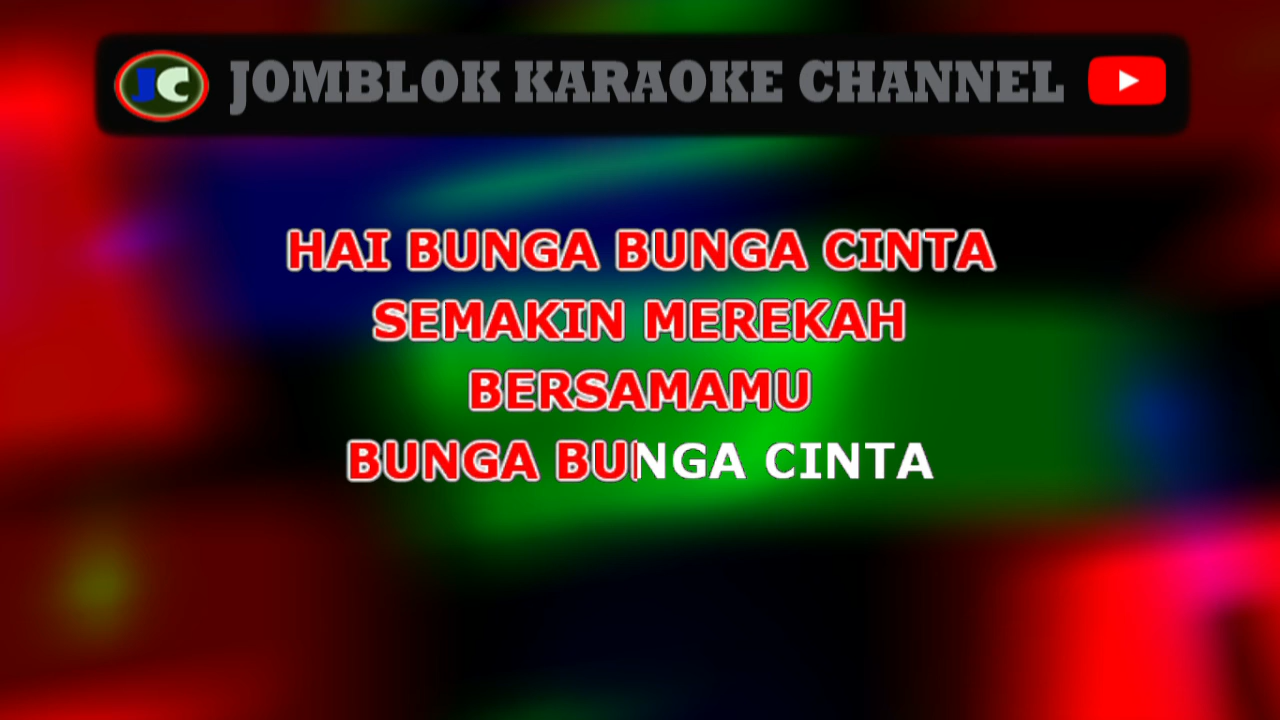 JC JOMBLOK KARAOKE CHANNEL
HAI BUNGA BUNGA CINTA
SEMAKIN MEREKAH
BERSAMAMU
BUNGA BUNGA CINTA